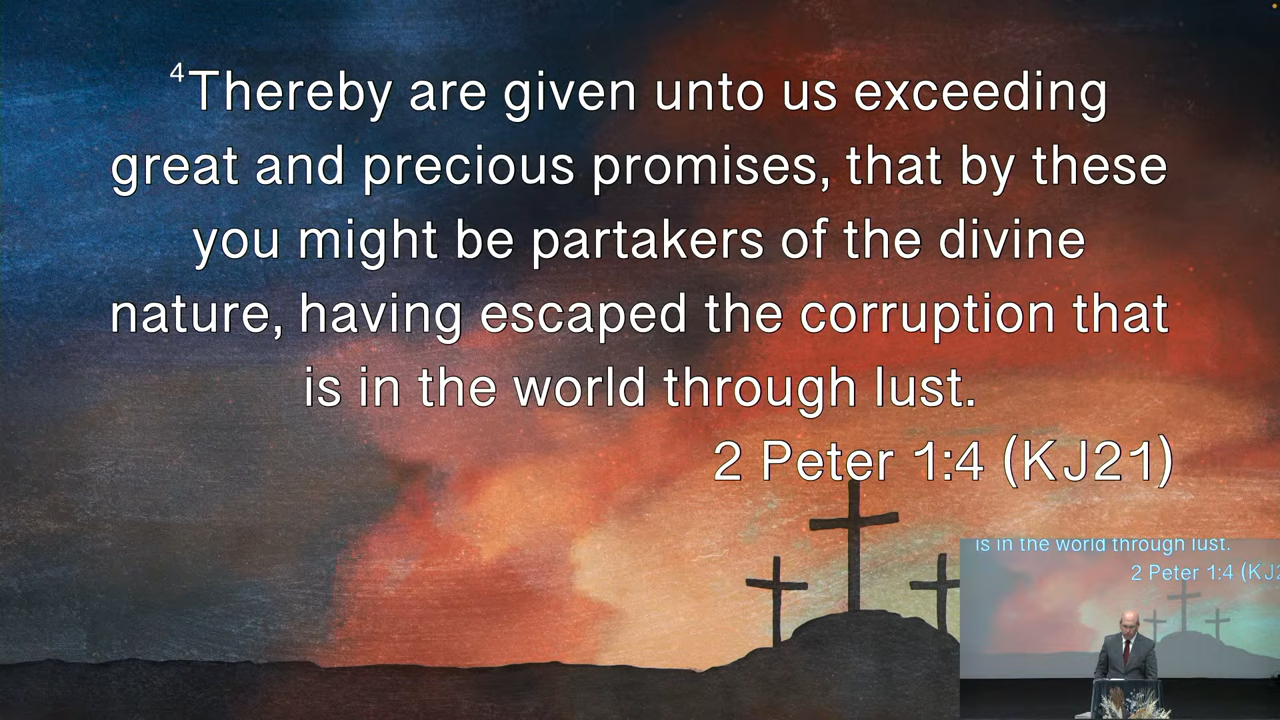 ⁴Thereby are given unto us exceeding
great and precious promises, that by these
you might be partakers of the divine
nature, having escaped the corruption that
is in the world through lust.
2 Peter 1:4 (KJ21)
is in the world through lust.
2 Peter 1:4 (KJ2